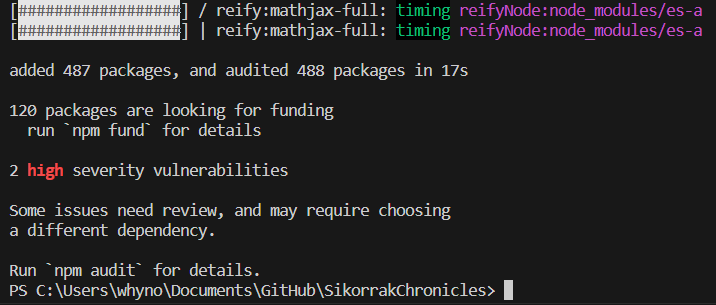 [#################] / reify:mathjax-full: timing reifyNode:node_modules/es-a
[#################] | reify:mathjax-full: timing reifyNode:node_modules/es-a
added 487 packages, and audited 488 packages in 17s
120 packages are looking for funding
  run `npm fund` for details
2 high severity vulnerabilities
Some issues need review, and may require choosing
a different dependency.
Run `npm audit` for details.
PS C:\Users\whyno\Documents\GitHub\SikorrakChronicles>